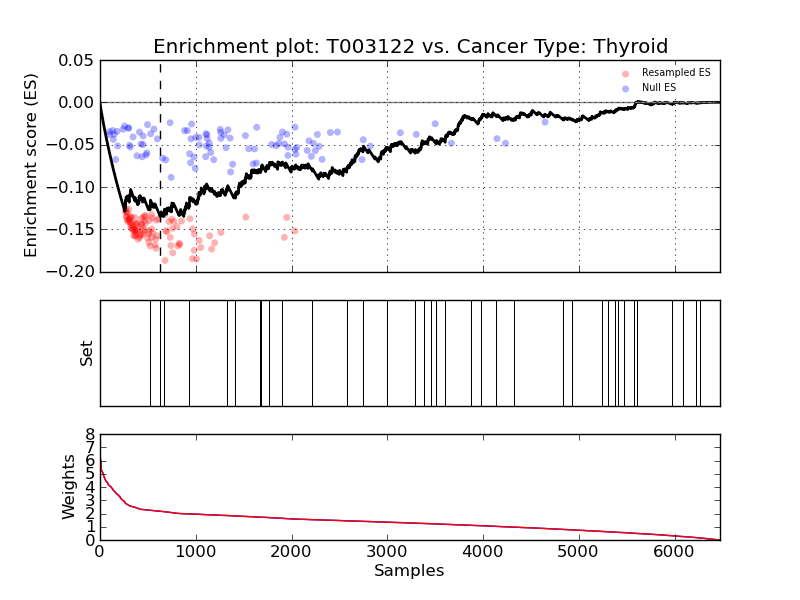 Enrichment plot: T003122 vs. Cancer Type: Thyroid
0.05
0.00
−0.05
−0.10
−0.15
−0.20
Enrichment score (ES)
Resampled ES
Null ES
Set
8
7
6
5
4
3
2
1
0
Weights
0 1000 2000 3000 4000 5000 6000
Samples